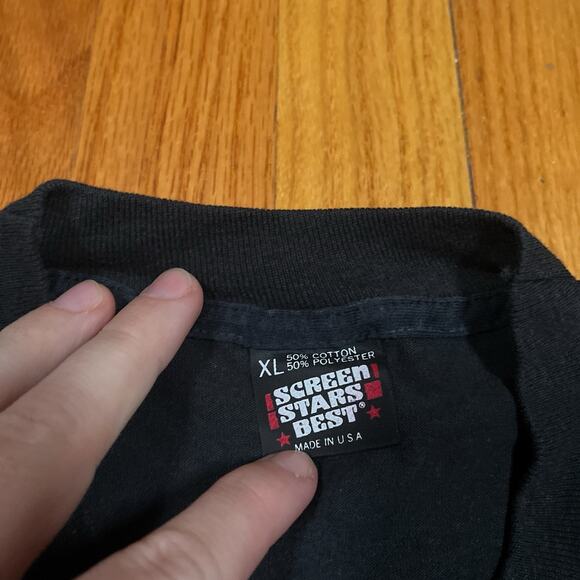 XL 50% COTTON
50% POLYESTER
SCREEN
STARS
BEST®
MADE IN U.S.A